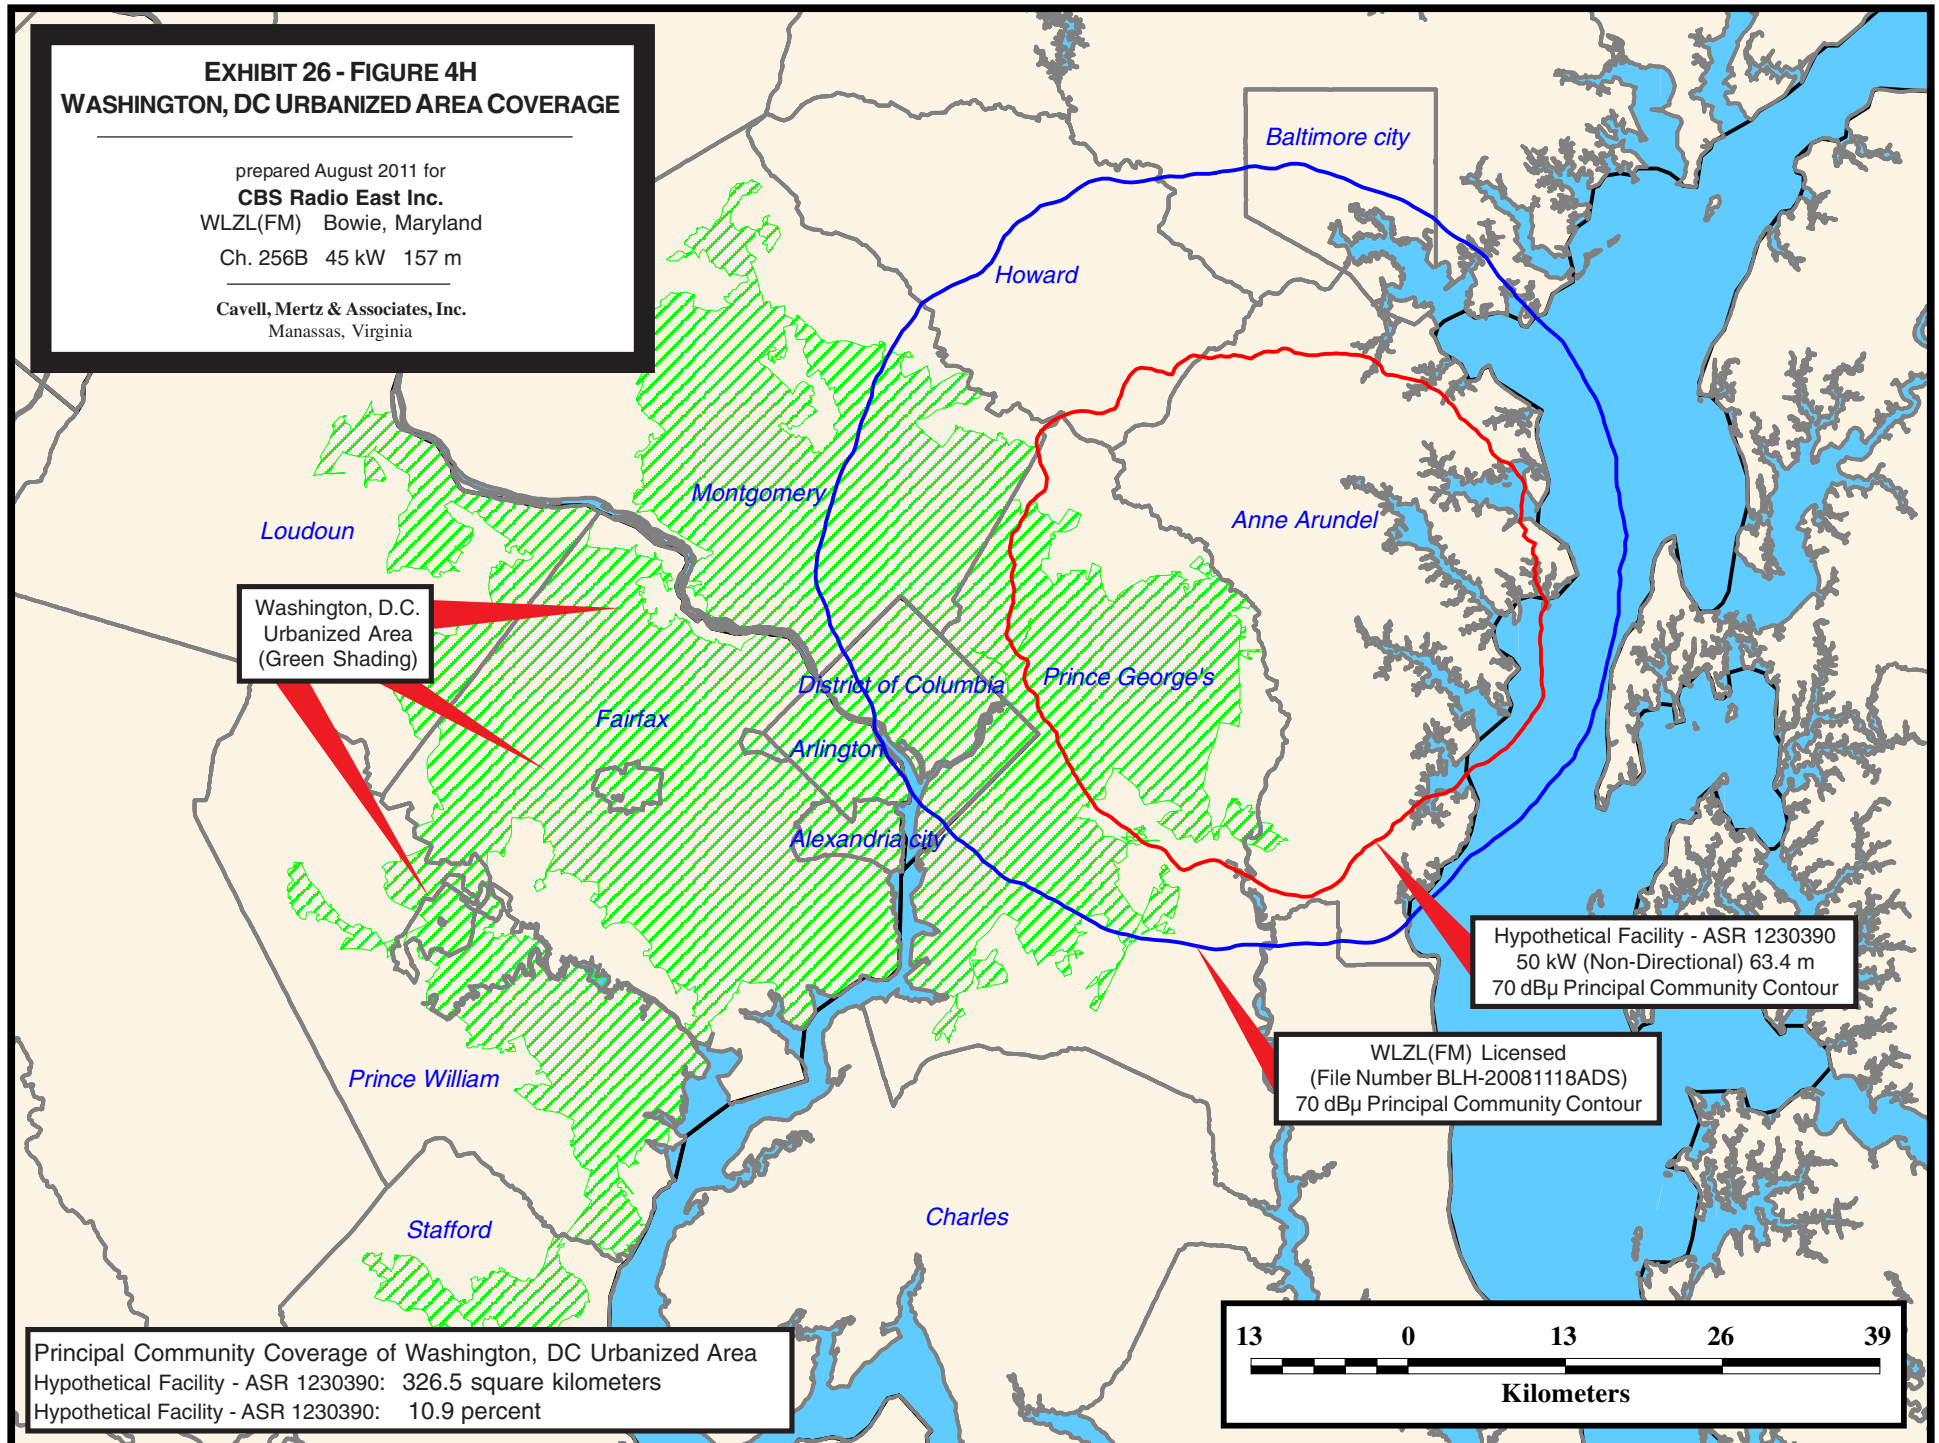 EXHIBIT 26 - FIGURE 4H
WASHINGTON, DC URBANIZED AREA COVERAGE
prepared August 2011 for
CBS Radio East Inc.
WLZL(FM) Bowie, Maryland
Ch. 256B 45 kW 157 m
Cavell, Mertz & Associates, Inc.
Manassas, Virginia
Baltimore city
Howard
Montgomery
Loudoun
Anne Arundel
Washington, D.C.
Urbanized Area
(Green Shading)
District of Columbia
Prince George's
Fairfax
Arlington
Alexandria city
Hypothetical Facility - ASR 1230390
50 kW (Non-Directional) 63.4 m
70 dBµ Principal Community Contour
WLZL(FM) Licensed
(File Number BLH-20081118ADS)
70 dBµ Principal Community Contour
Prince William
Stafford
Charles
Principal Community Coverage of Washington, DC Urbanized Area
Hypothetical Facility - ASR 1230390: 326.5 square kilometers
Hypothetical Facility - ASR 1230390: 10.9 percent
13 0 13 26 39
Kilometers